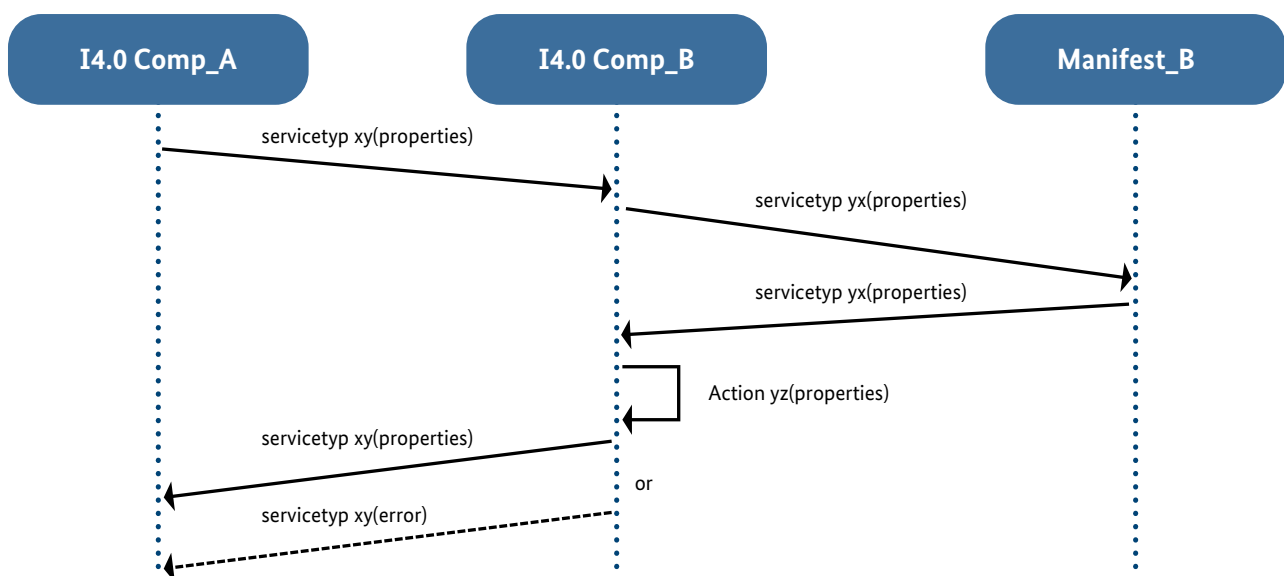 I4.0 Comp_A
I4.0 Comp_B
Manifest_B
servicetyp xy(properties)
servicetyp yx(properties)
servicetyp yx(properties)
Action yz(properties)
servicetyp xy(properties)
or
servicetyp xy(error)